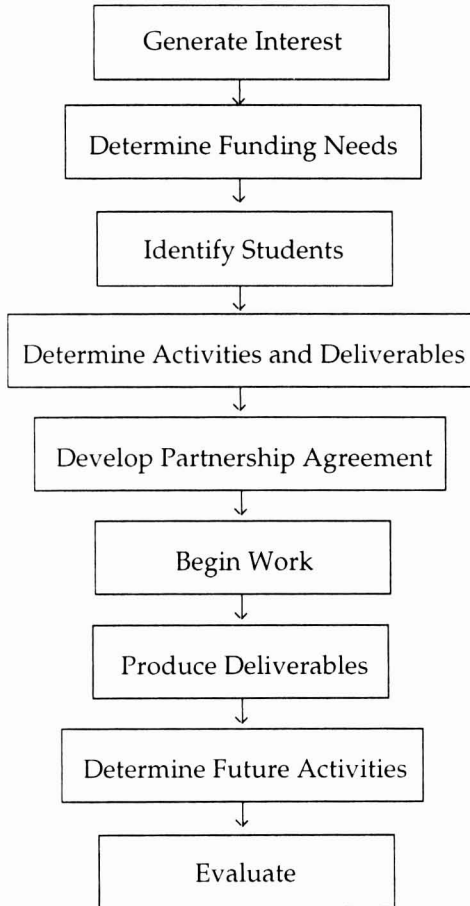 Generate Interest
Determine Funding Needs
Identify Students
Determine Activities and Deliverables
Develop Partnership Agreement
Begin Work
Produce Deliverables
Determine Future Activities
Evaluate